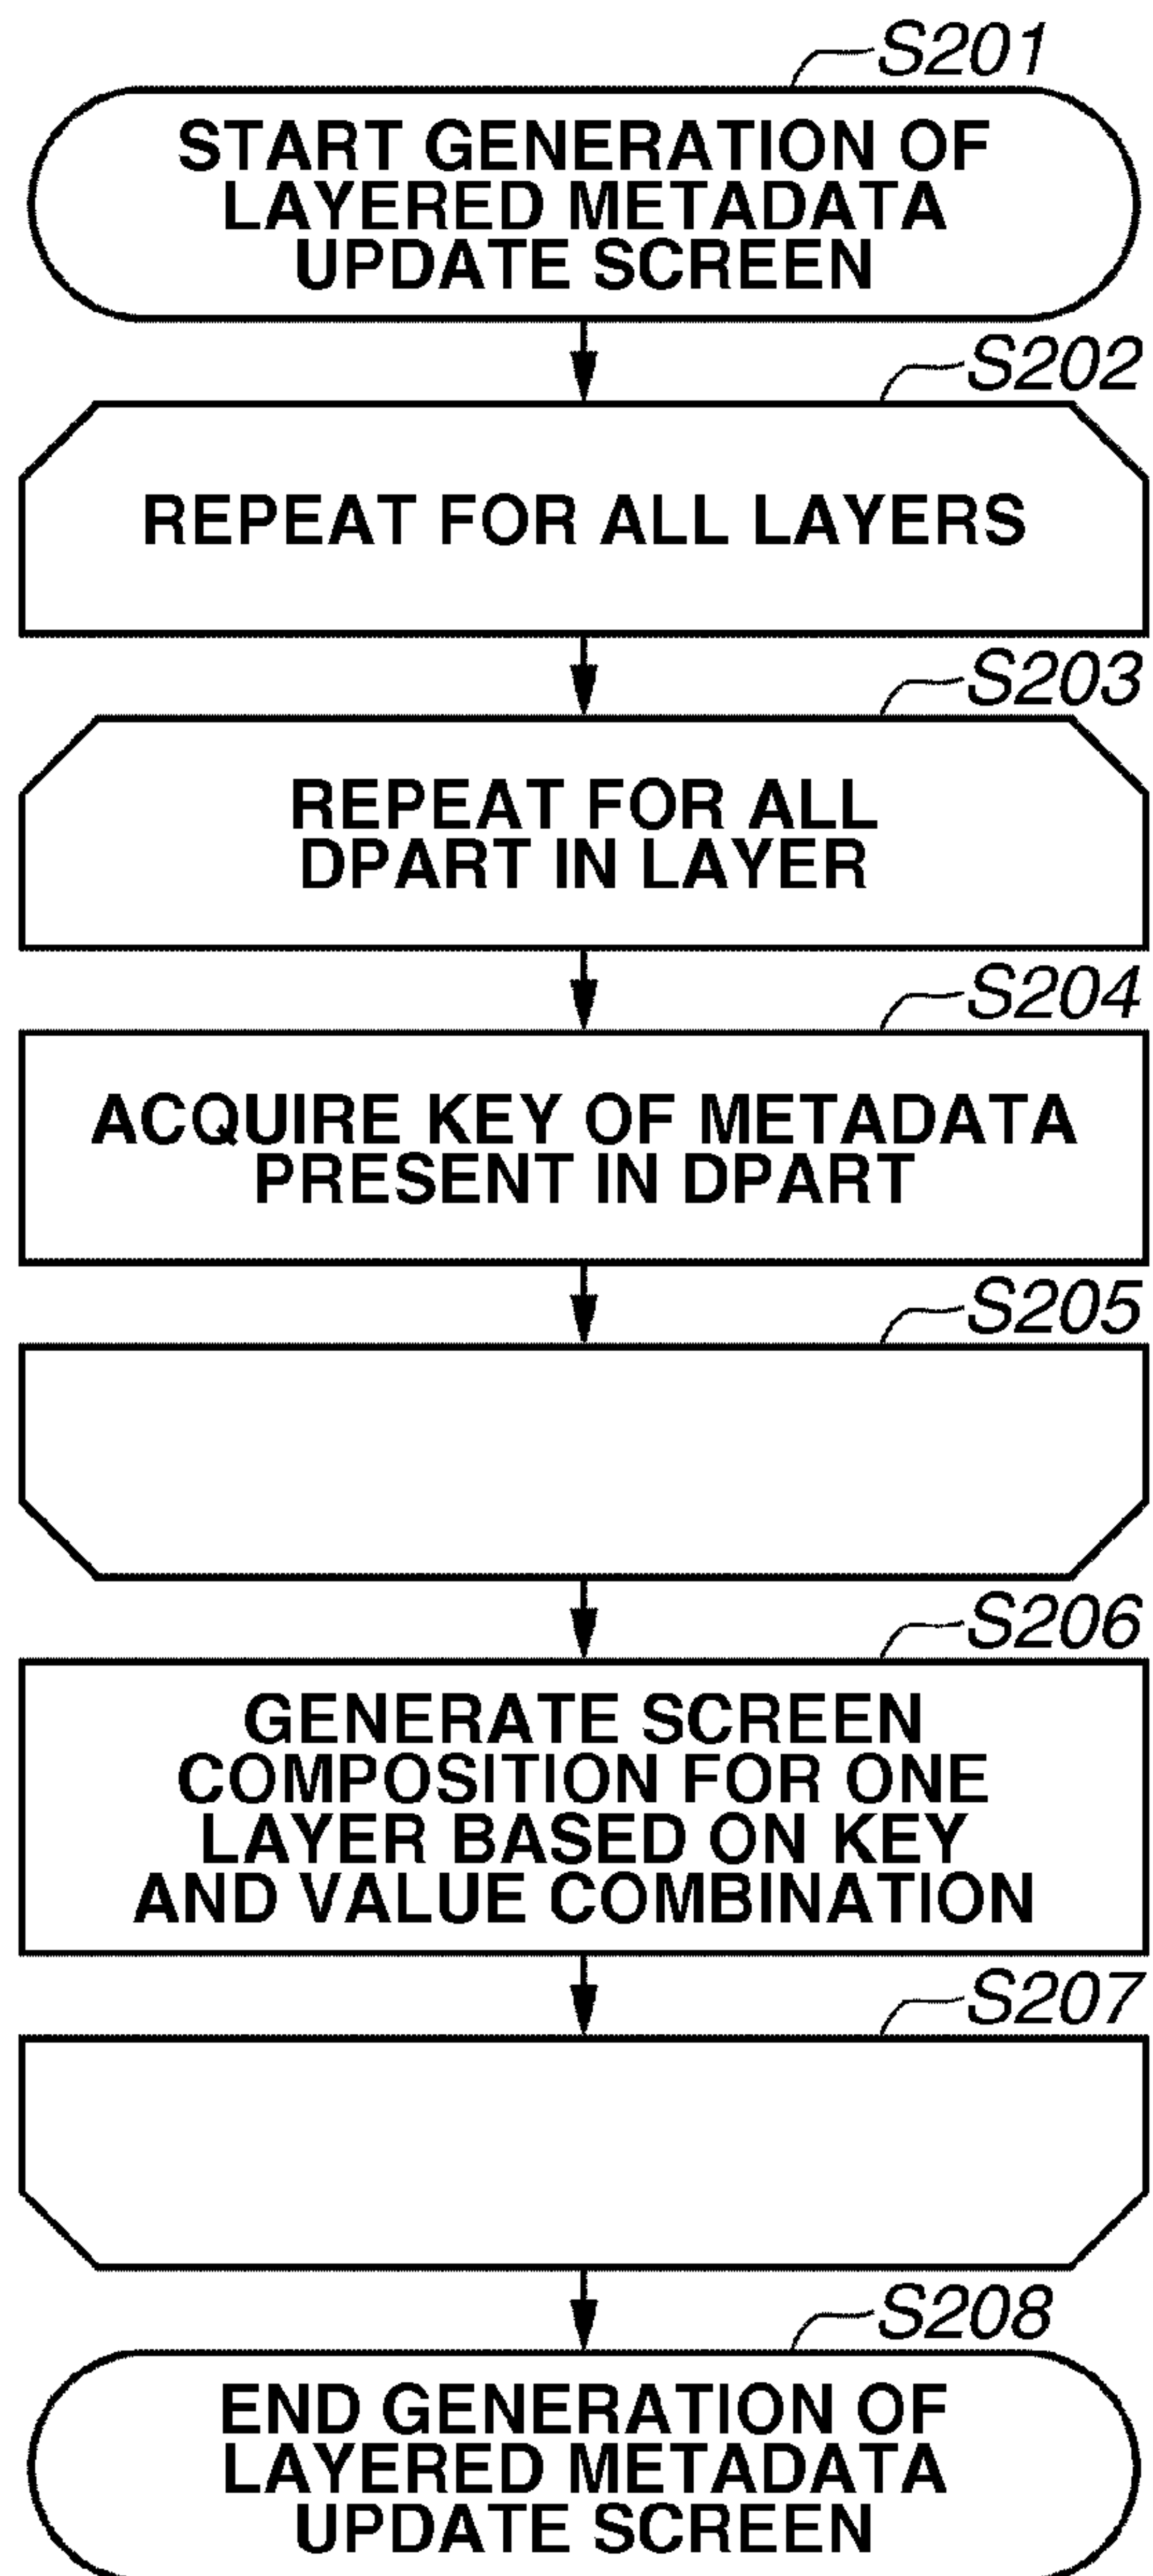 S201
START GENERATION OF
LAYERED METADATA
UPDATE SCREEN
S202
REPEAT FOR ALL LAYERS
S203
REPEAT FOR ALL
DPART IN LAYER
S204
ACQUIRE KEY OF METADATA
PRESENT IN DPART
S205
S206
GENERATE SCREEN
COMPOSITION FOR ONE
LAYER BASED ON KEY
AND VALUE COMBINATION
S207
S208
END GENERATION OF
LAYERED METADATA
UPDATE SCREEN